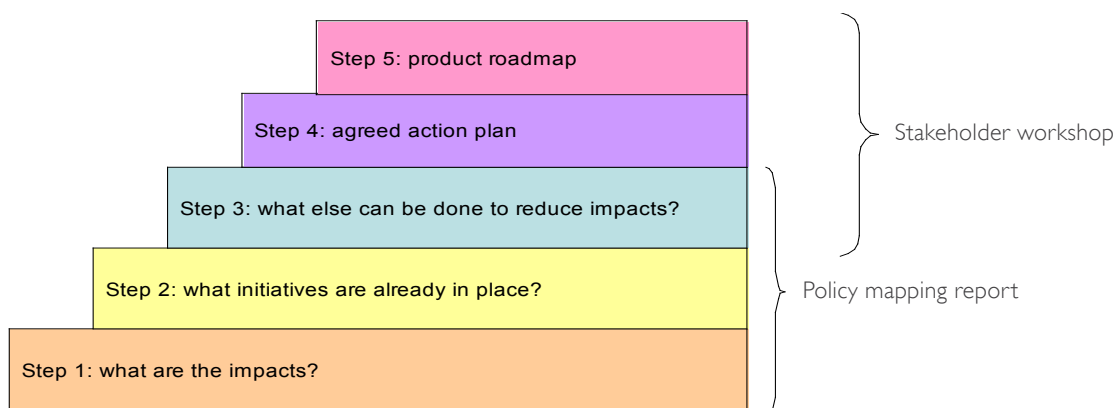 Step 5: product roadmap
Step 4: agreed action plan
Stakeholder workshop
Step 3: what else can be done to reduce impacts?
Step 2: what initiatives are already in place?
Policy mapping report
Step 1: what are the impacts?